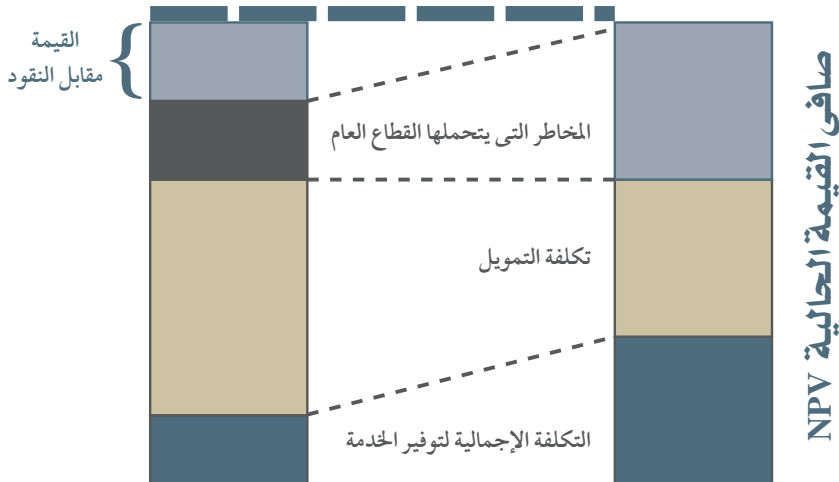 القيمة
مقابل النقود
المخاطر التى يتحملها القطاع العام
تكلفة التمويل
التكلفة الإجمالية لتوفير الخدمة
صافى القيمة الحالية NPV